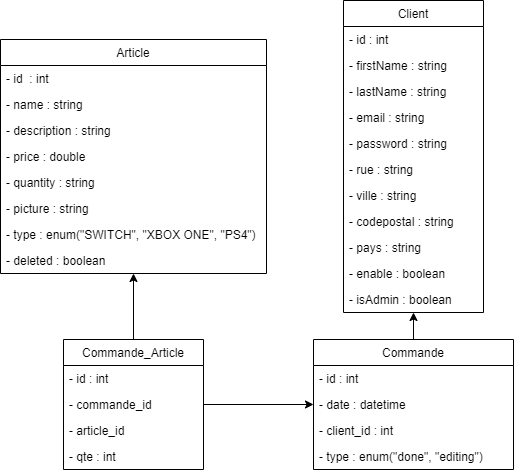 Article
- id  : int
- name : string
- description : string
- price : double
- quantity : string
- picture : string
- type : enum("SWITCH", "XBOX ONE", "PS4")
- deleted : boolean
Client
- id : int
- firstName : string
- lastName : string
- email : string
- password : string
- rue : string
- ville : string
- codepostal : string
- pays : string
- enable : boolean
- isAdmin : boolean
Commande_Article
- id : int
- commande_id
- article_id
- qte : int
Commande
- id : int
- date : datetime
- client_id : int
- type : enum("done", "editing")